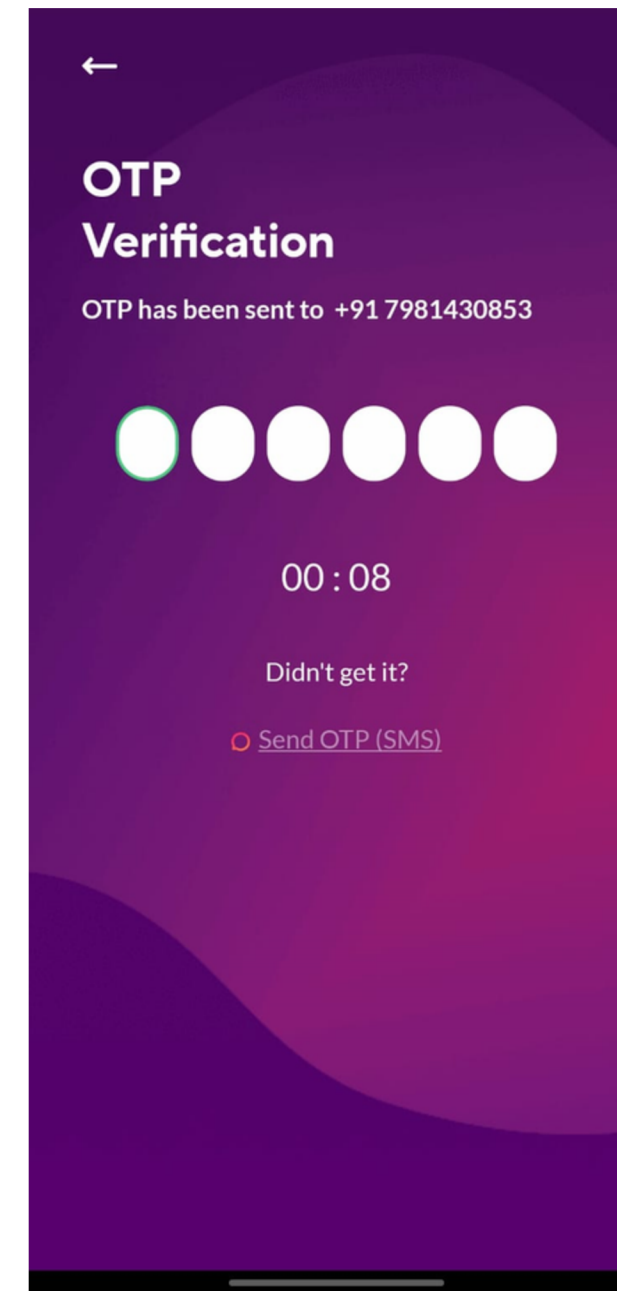 OTP
Verification
OTP has been sent to +91 7981430853
00 : 08
Didn't get it?
Send OTP (SMS)